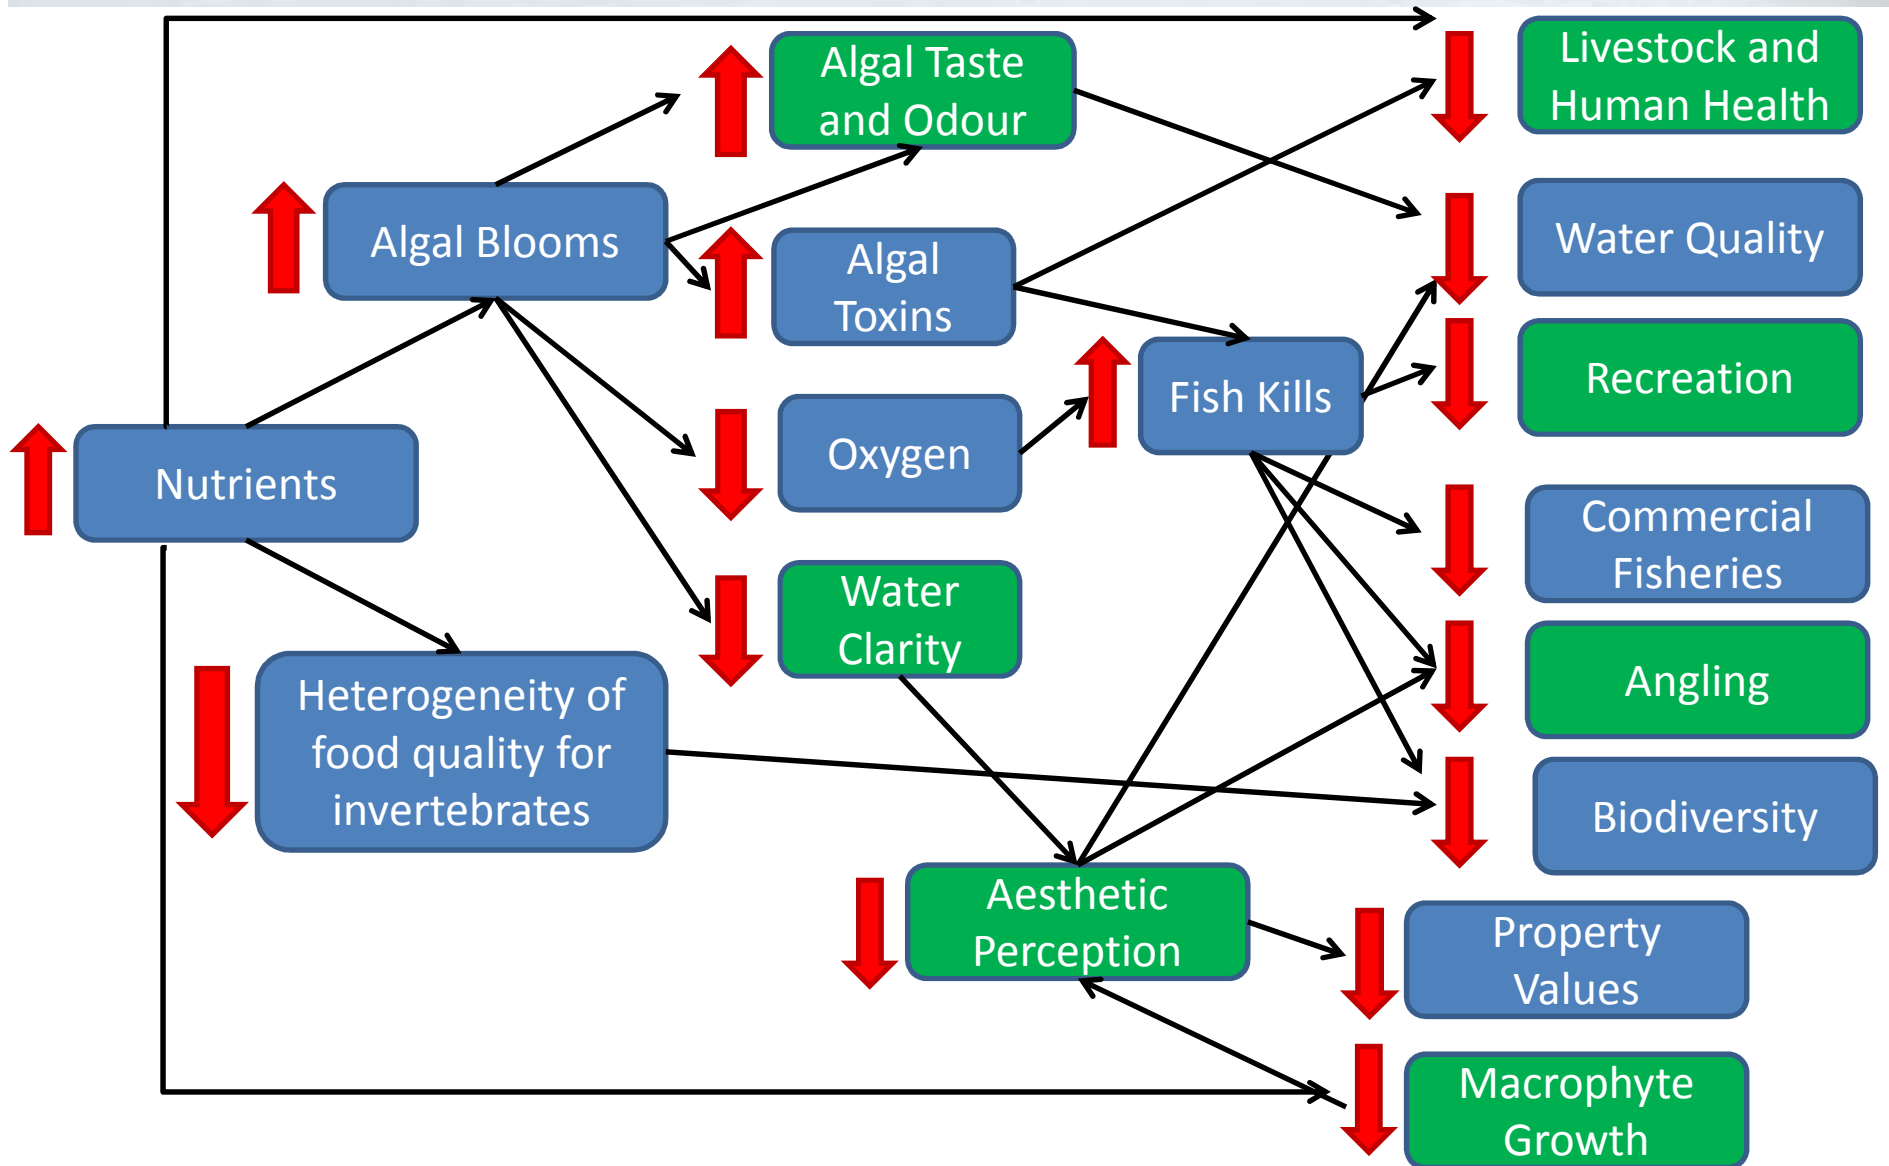 Algal Taste
and Odour
Livestock and
Human Health
Algal Blooms
Algal
Toxins
Water Quality
Fish Kills
Recreation
Nutrients
Oxygen
Commercial
Fisheries
Water
Clarity
Heterogeneity of
food quality for
invertebrates
Angling
Biodiversity
Aesthetic
Perception
Property
Values
Macrophyte
Growth